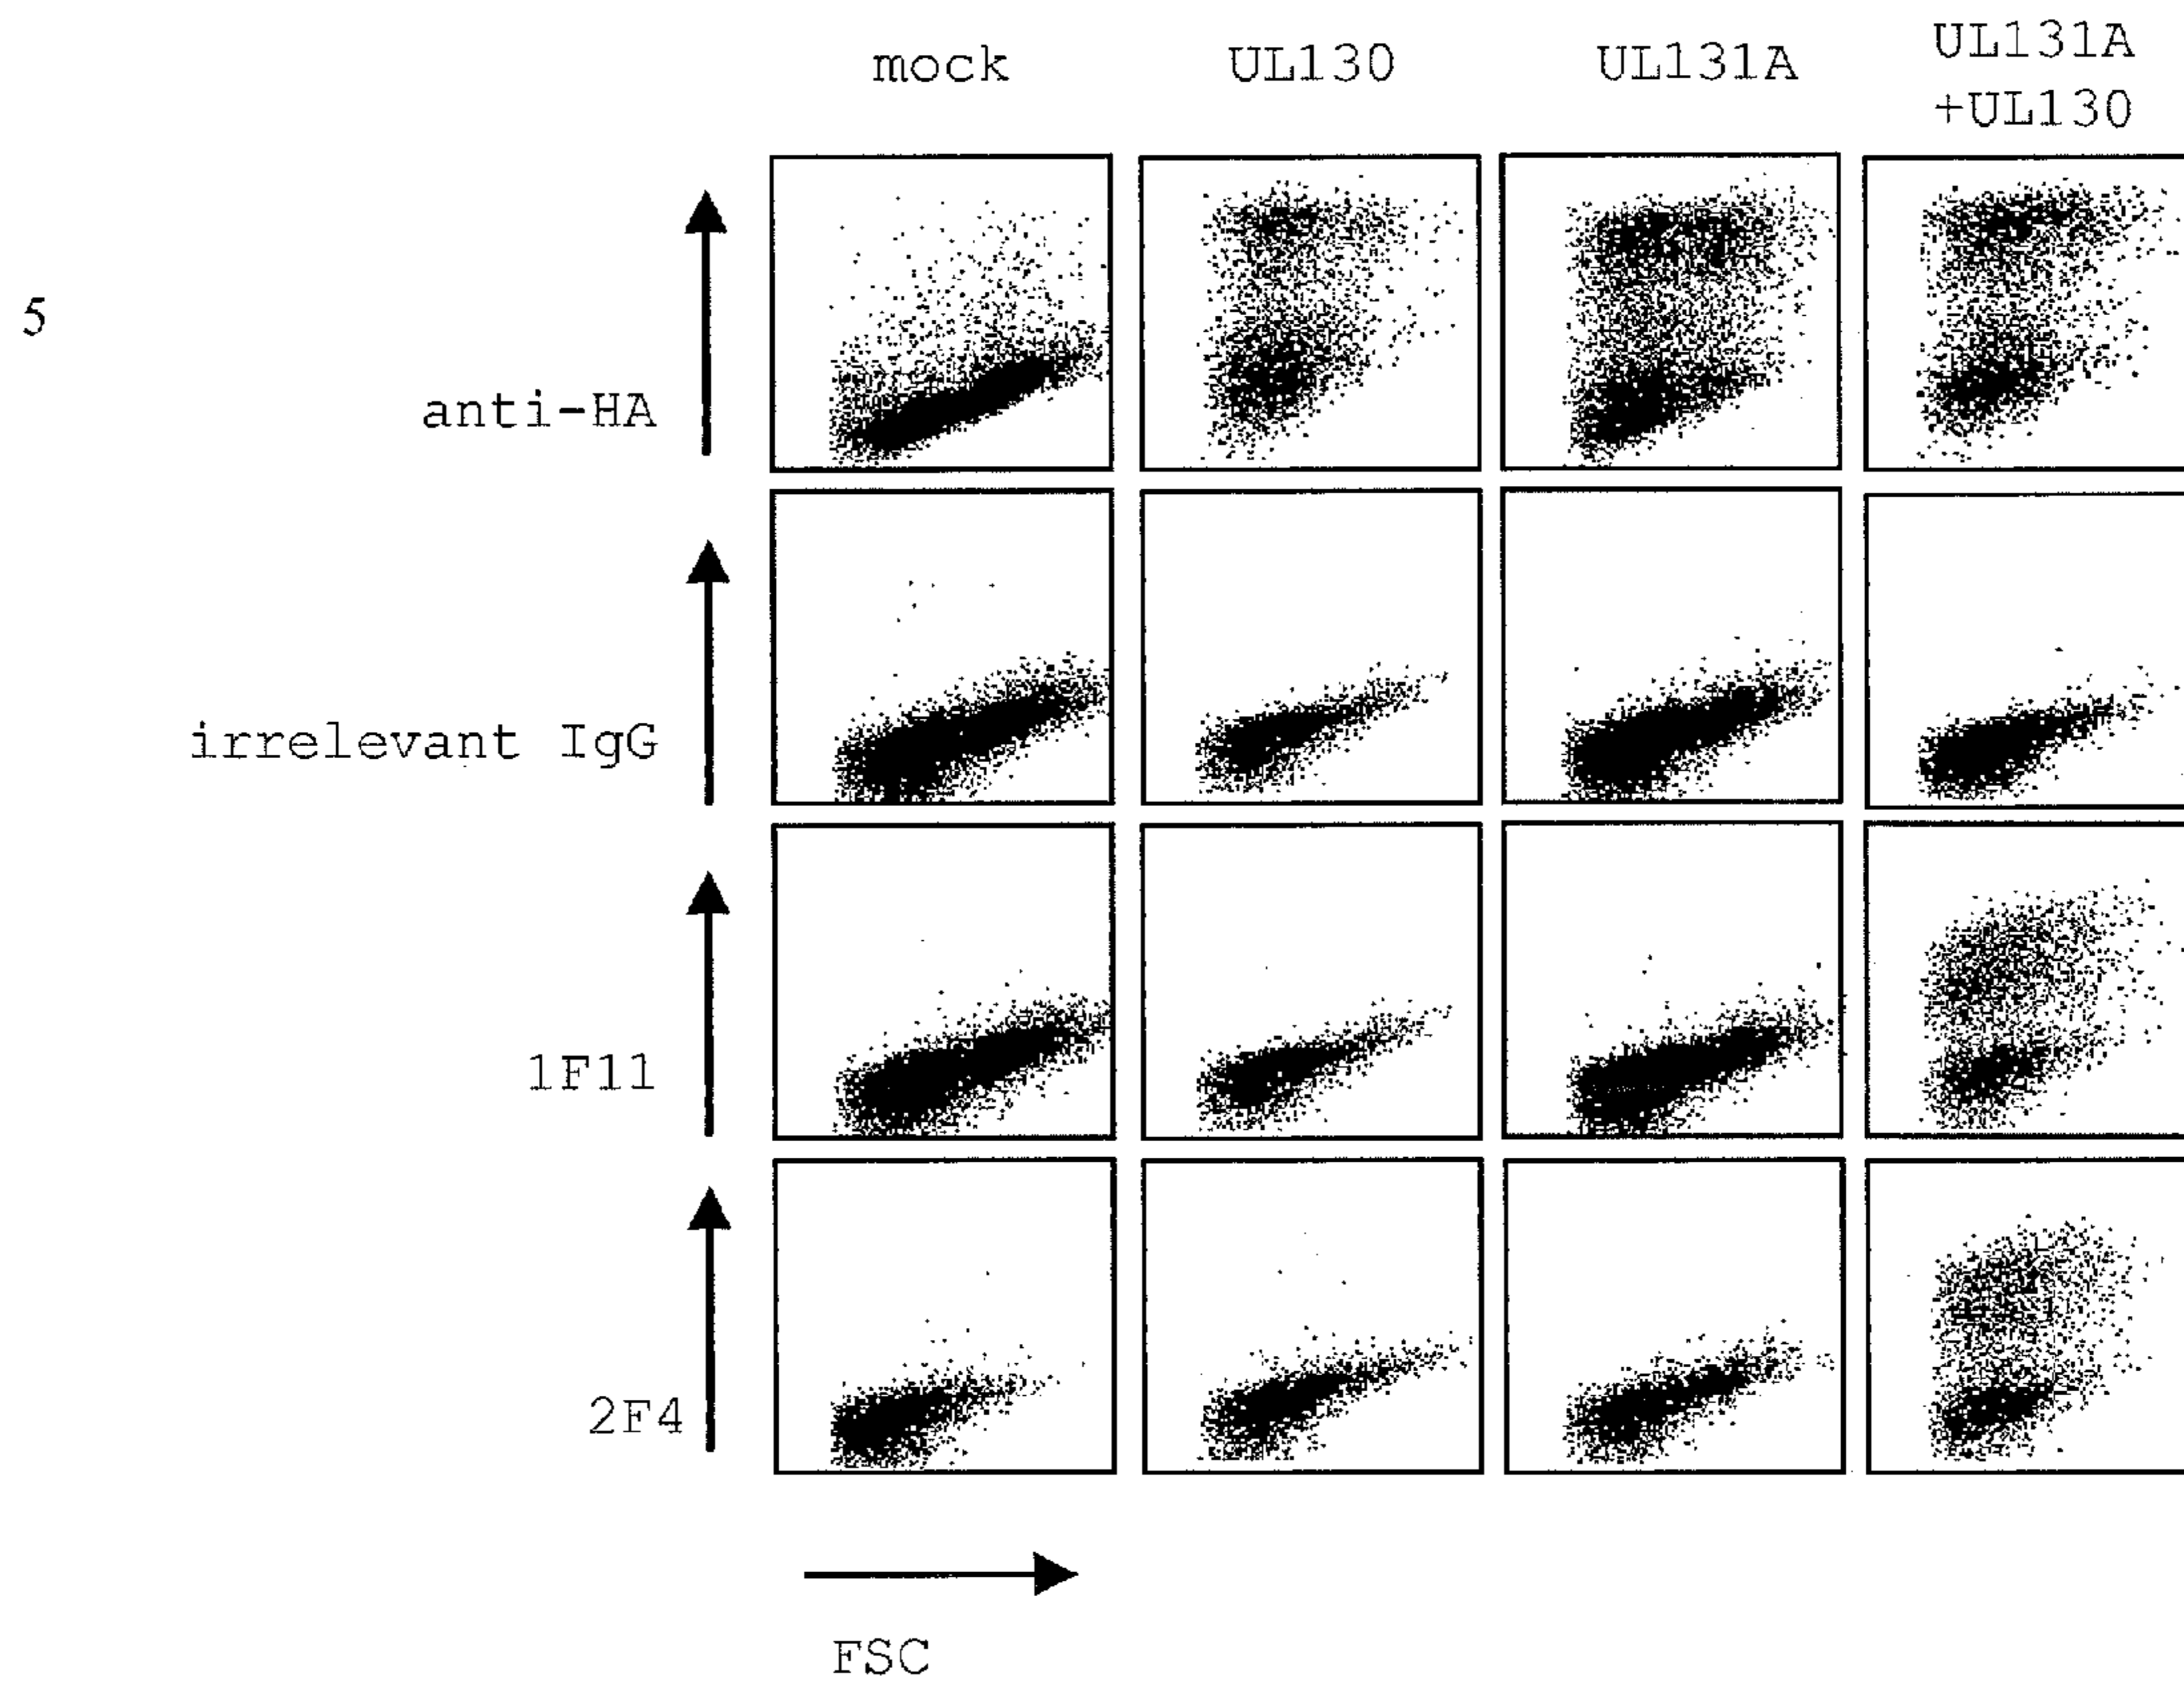 mock UL130 UL131A UL131A
+UL130
5
anti-HA
irrelevant IgG
1F11
2F4
FSC